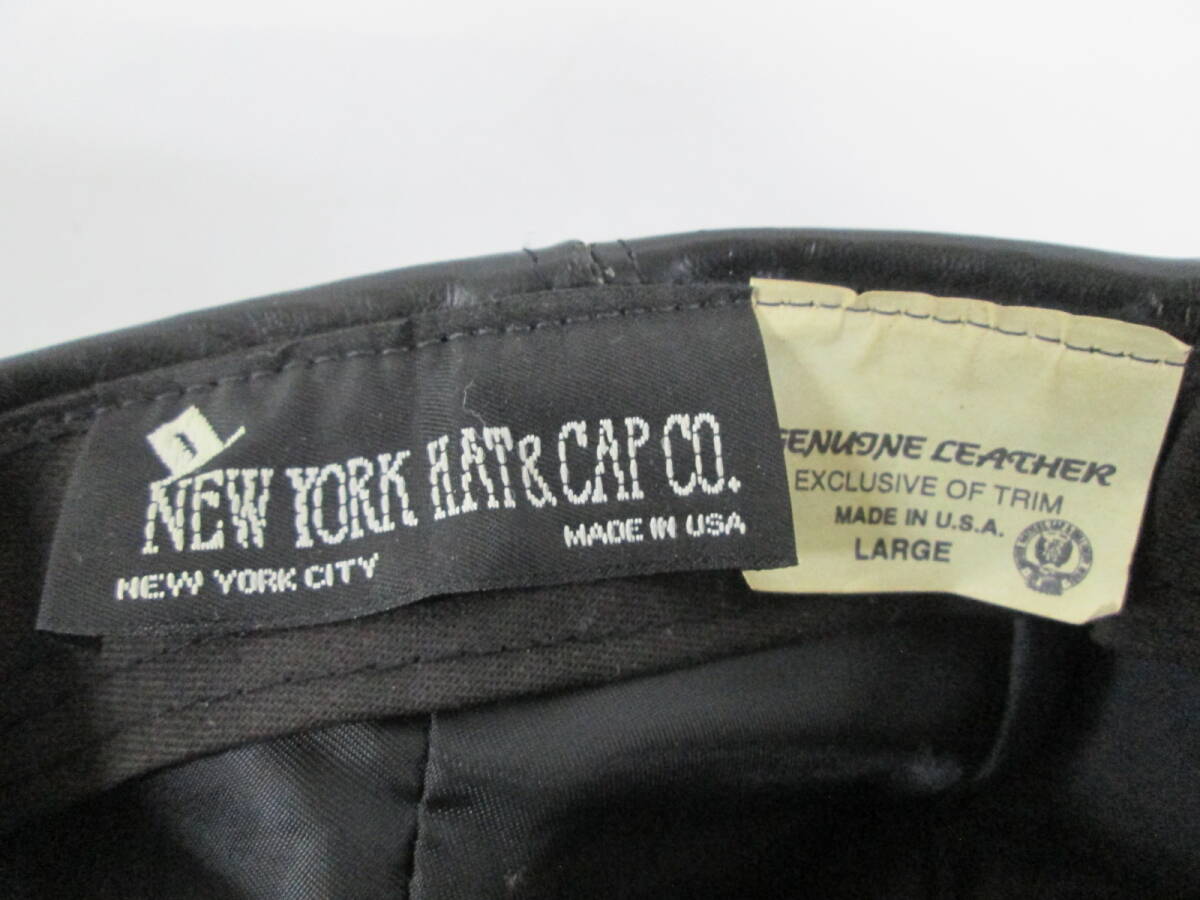 NEW YORK HAT & CAP CO.
MADE IN USA
NEW YORK CITY
GENUINE LEATHER
EXCLUSIVE OF TRIM
MADE IN U.S.A.
LARGE